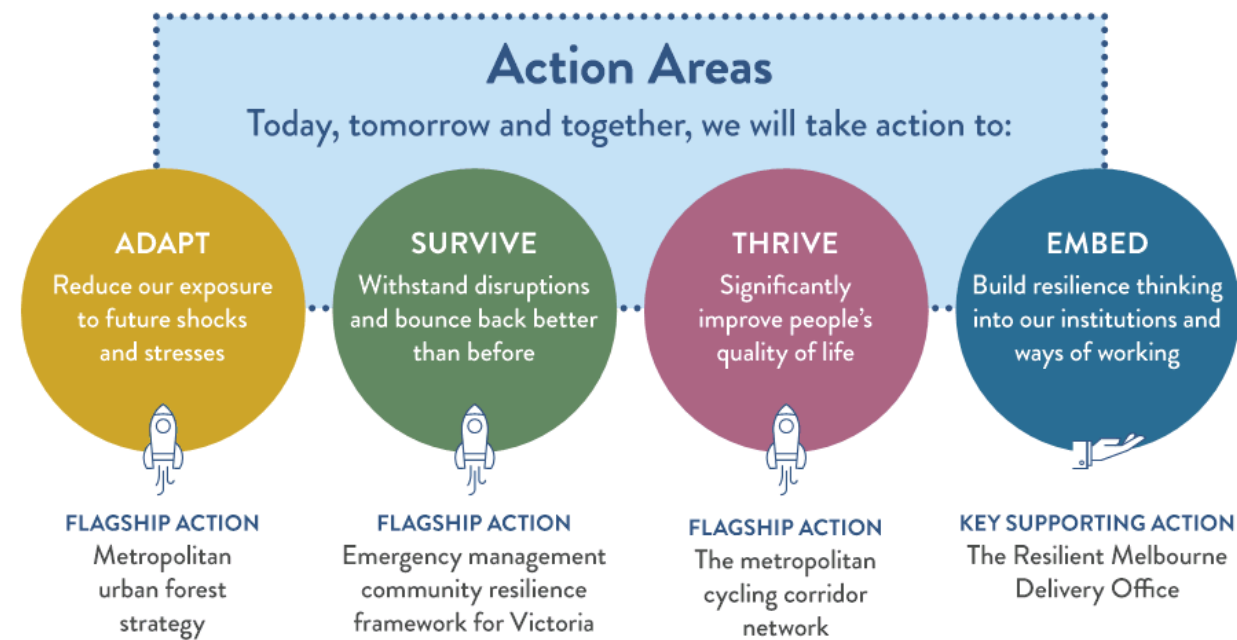 Action Areas
Today, tomorrow and together, we will take action to:
ADAPT
Reduce our exposure
to future shocks
and stresses
SURVIVE
Withstand disruptions
and bounce back better
than before
THRIVE
Significantly
improve people's
quality of life
EMBED
Build resilience thinking
into our institutions and
ways of working
FLAGSHIP ACTION
Metropolitan
urban forest
strategy
FLAGSHIP ACTION
Emergency management
community resilience
framework for Victoria
FLAGSHIP ACTION
The metropolitan
cycling corridor
network
KEY SUPPORTING ACTION
The Resilient Melbourne
Delivery Office